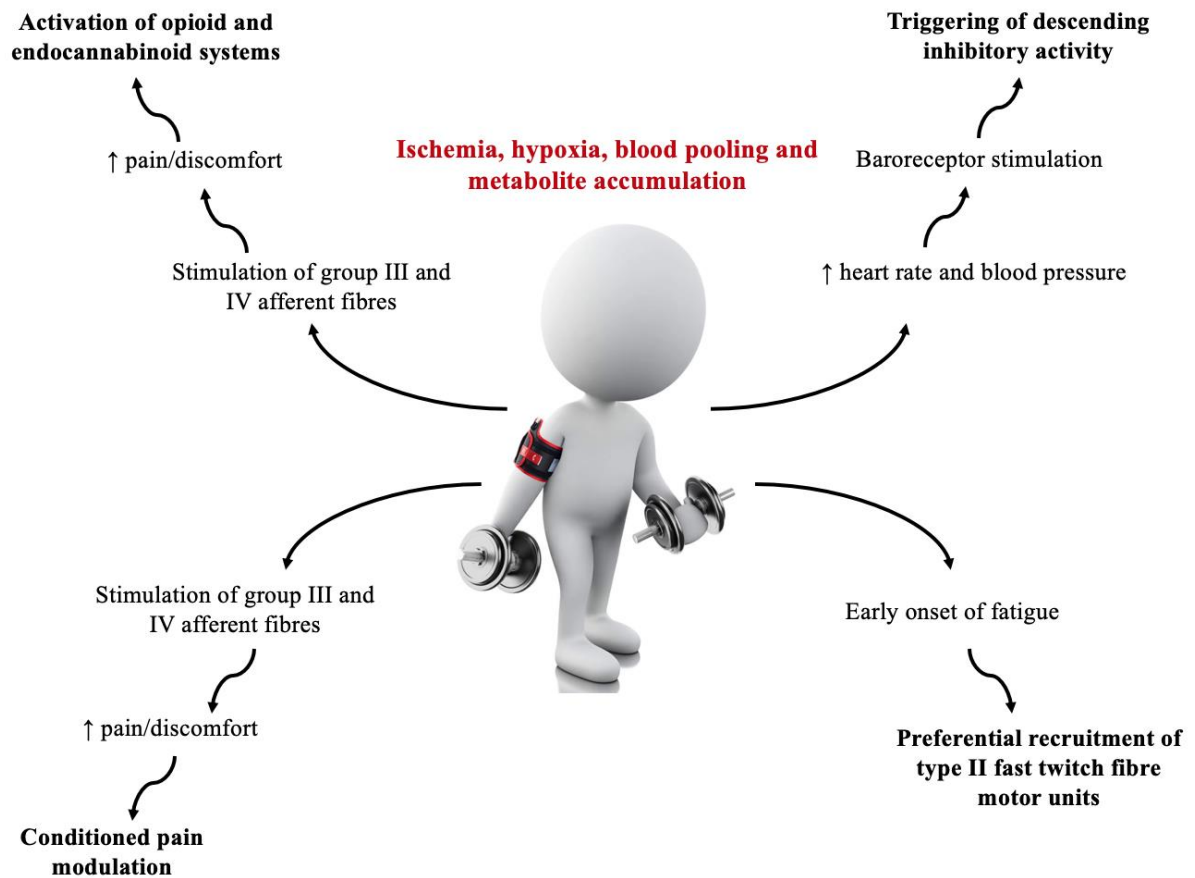 Activation of opioid and
endocannabinoid systems
↑ pain/discomfort
Stimulation of group III and
IV afferent fibres
Ischemia, hypoxia, blood pooling and
metabolite accumulation
Triggering of descending
inhibitory activity
Baroreceptor stimulation
↑ heart rate and blood pressure
Stimulation of group III and
IV afferent fibres
↑ pain/discomfort
Conditioned pain
modulation
Early onset of fatigue
Preferential recruitment of
type II fast twitch fibre
motor units